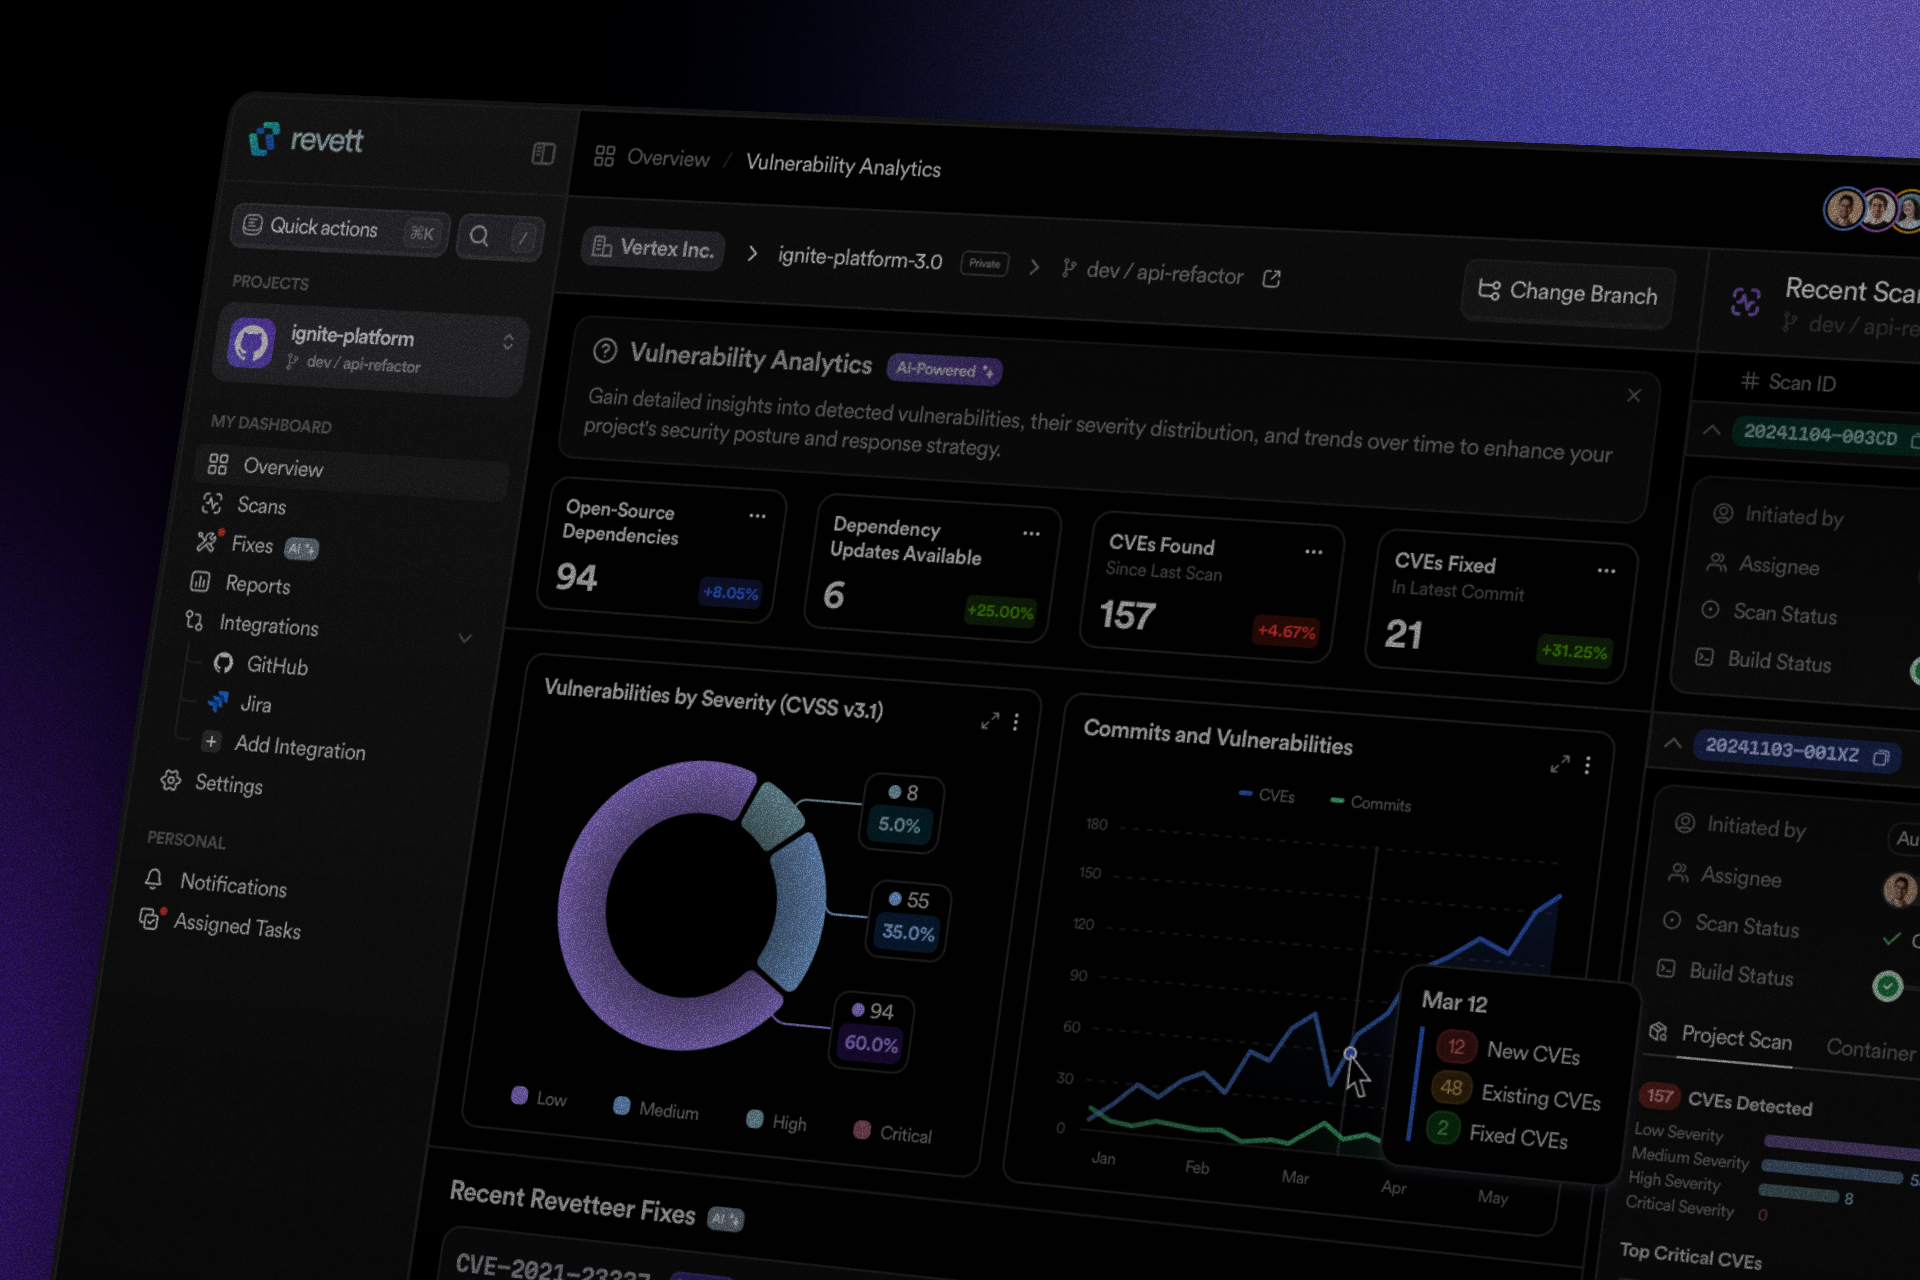 revett
Quick actions
⌘K
/
PROJECTS
ignite-platform
dev / api-refactor
MY DASHBOARD
Overview
Scans
Fixes
AI
Reports
Integrations
GitHub
Jira
Add Integration
Settings
PERSONAL
Notifications
Assigned Tasks
Overview / Vulnerability Analytics
Vertex Inc.
ignite-platform-3.0
Private
dev / api-refactor
Change Branch
Vulnerability Analytics
AI-Powered
Gain detailed insights into detected vulnerabilities, their severity distribution, and trends over time to enhance your
project's security posture and response strategy.
Open-Source
Dependencies
94
+8.05%
Dependency
Updates Available
6
+25.00%
CVEs Found
Since Last Scan
157
+4.67%
CVEs Fixed
In Latest Commit
21
+31.25%
Vulnerabilities by Severity (CVSS v3.1)
8
5.0%
55
35.0%
94
60.0%
Low
Medium
High
Critical
Commits and Vulnerabilities
CVEs
Commits
180
150
120
90
60
30
0
Jan
Feb
Mar
Apr
May
Mar 12
12 New CVEs
48 Existing CVEs
2 Fixed CVEs
Recent Revetteer Fixes
AI
Recent
dev / api-re
# Scan ID
20241104-003CD
Initiated by
Assignee
Scan Status
Build Status
20241103-001XZ
Initiated by
Assignee
Scan Status
Build Status
Project Scan
Container
157 CVEs Detected
Low Severity
Medium Severity
High Severity
8
Critical Severity
0
Top Critical CVEs